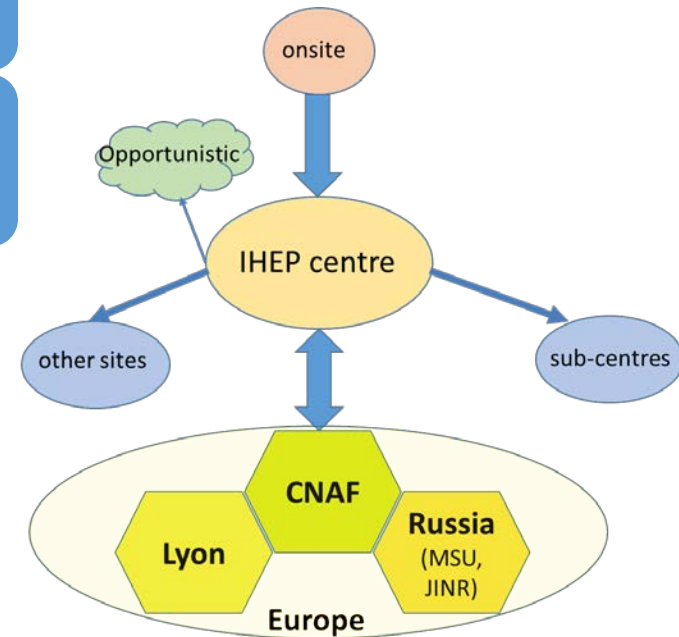 onsite
Opportunistic
IHEP centre
other sites
sub-centres
CNAF
Lyon
Russia
(MSU,
JINR)
Europe